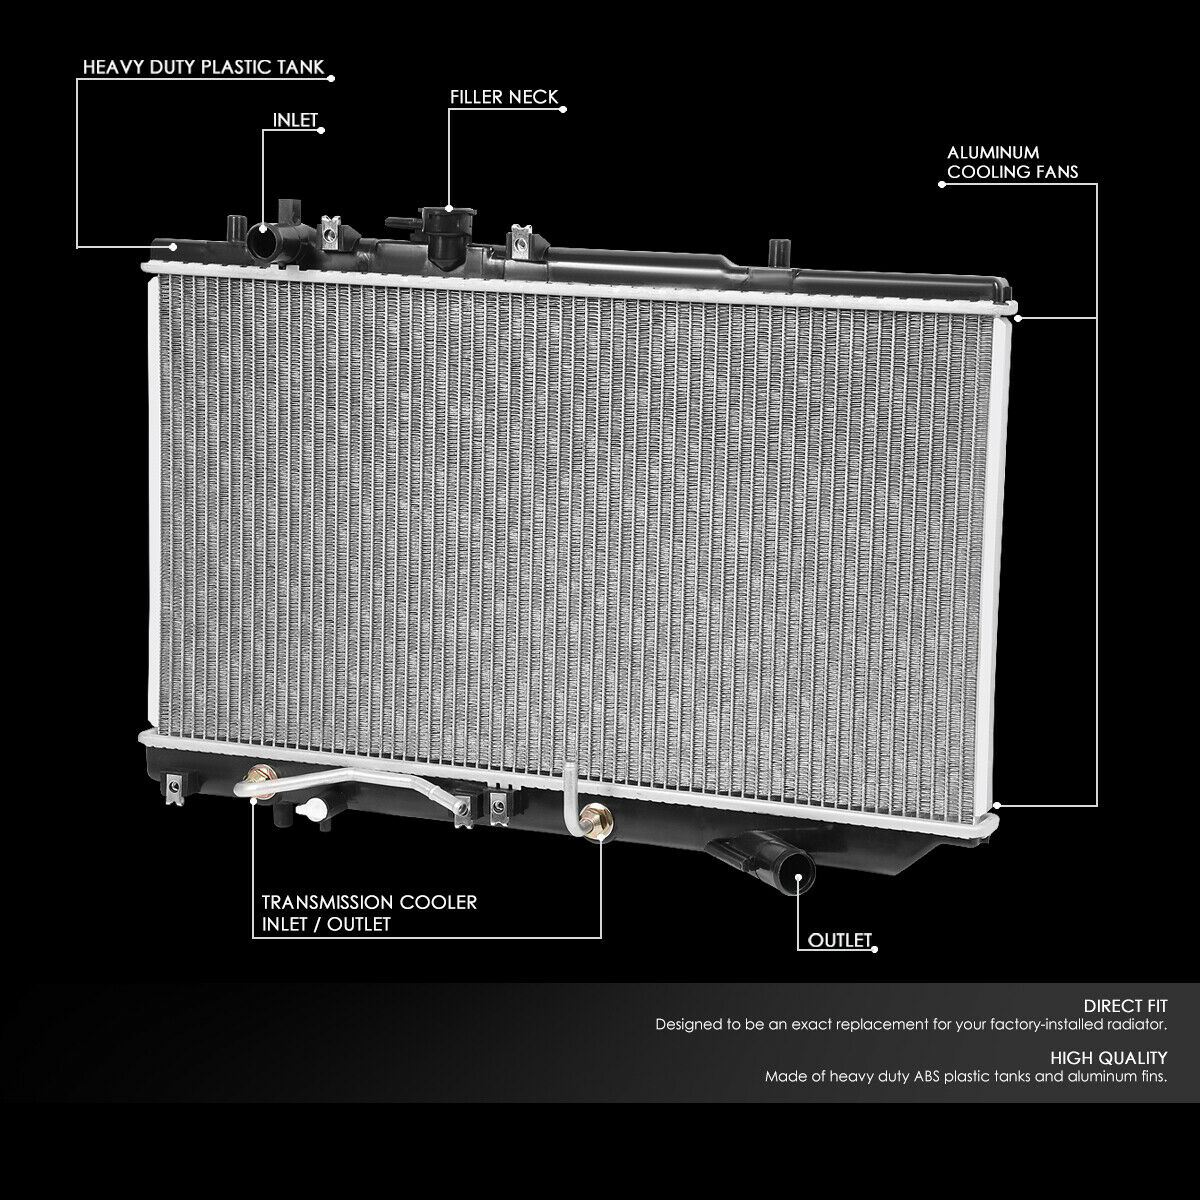 HEAVY DUTY PLASTIC TANK
FILLER NECK
INLET
ALUMINUM
COOLING FANS
TRANSMISSION COOLER
INLET / OUTLET
OUTLET
DIRECT FIT
Designed to be an exact replacement for your factory-installed radiator.
HIGH QUALITY
Made of heavy duty ABS plastic tanks and aluminum fins.